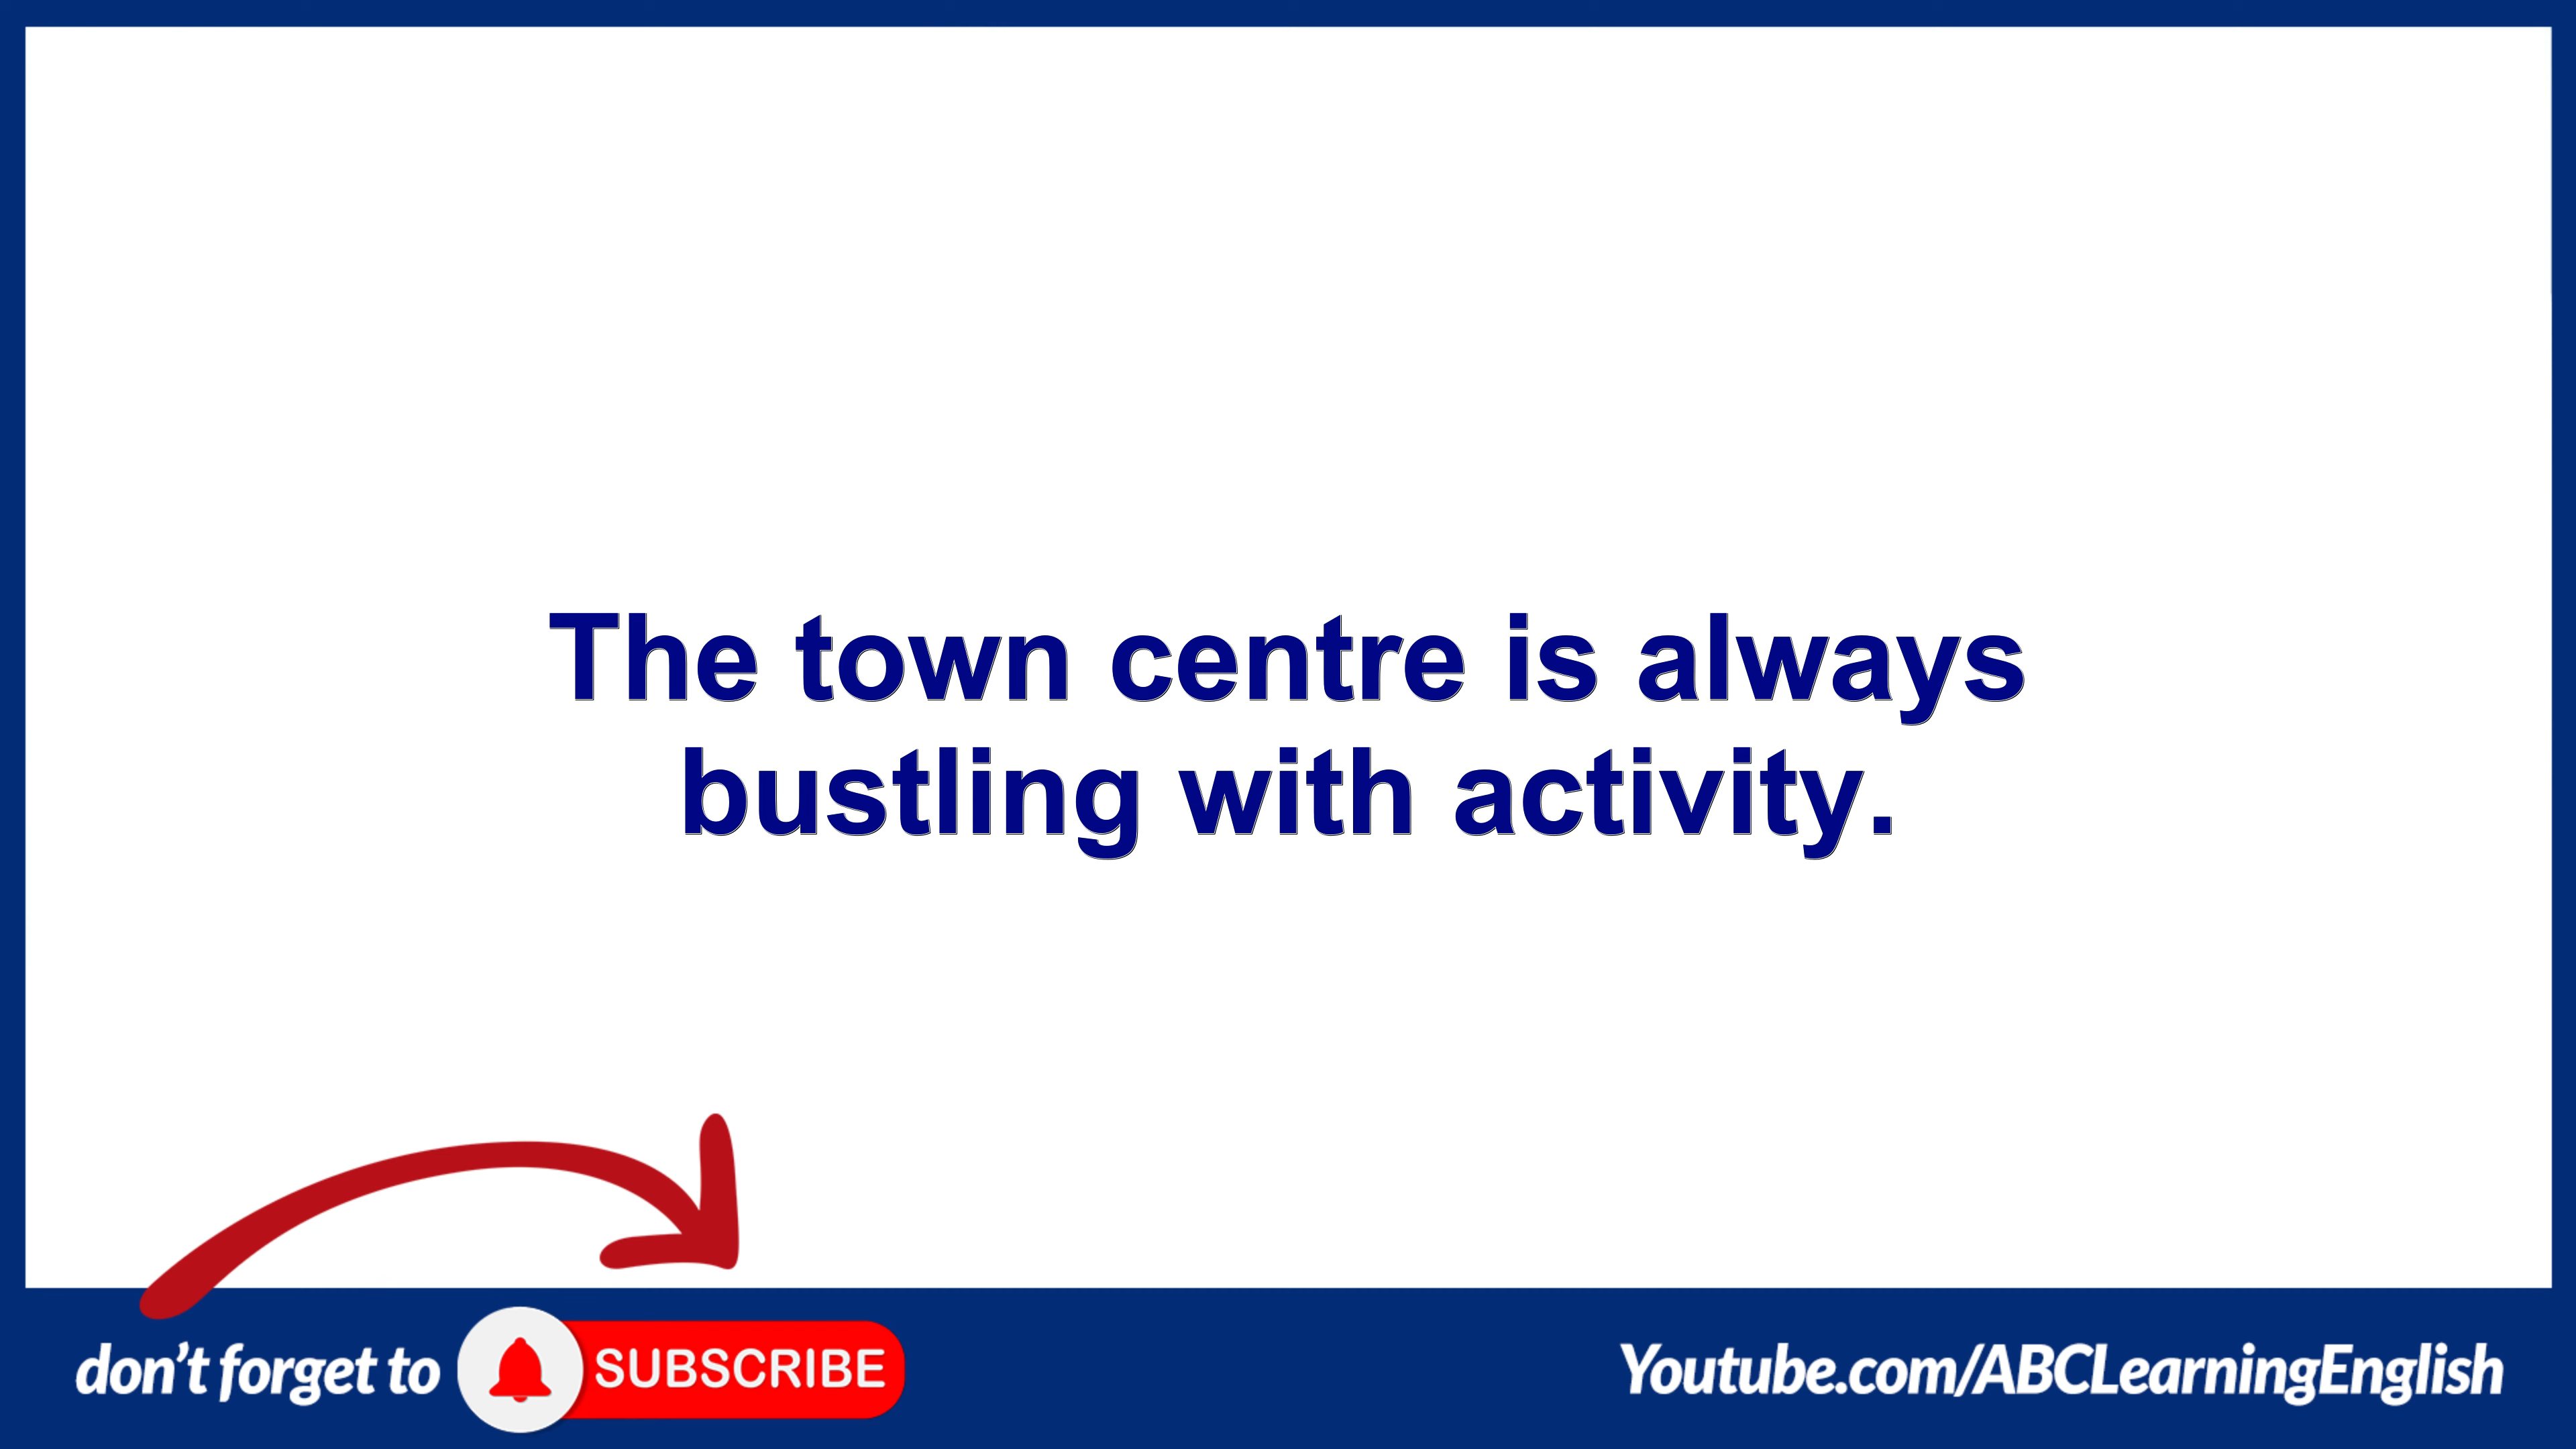 The town centre is always
bustling with activity.
don't forget to
SUBSCRIBE
Youtube.com/ABCLearningEnglish